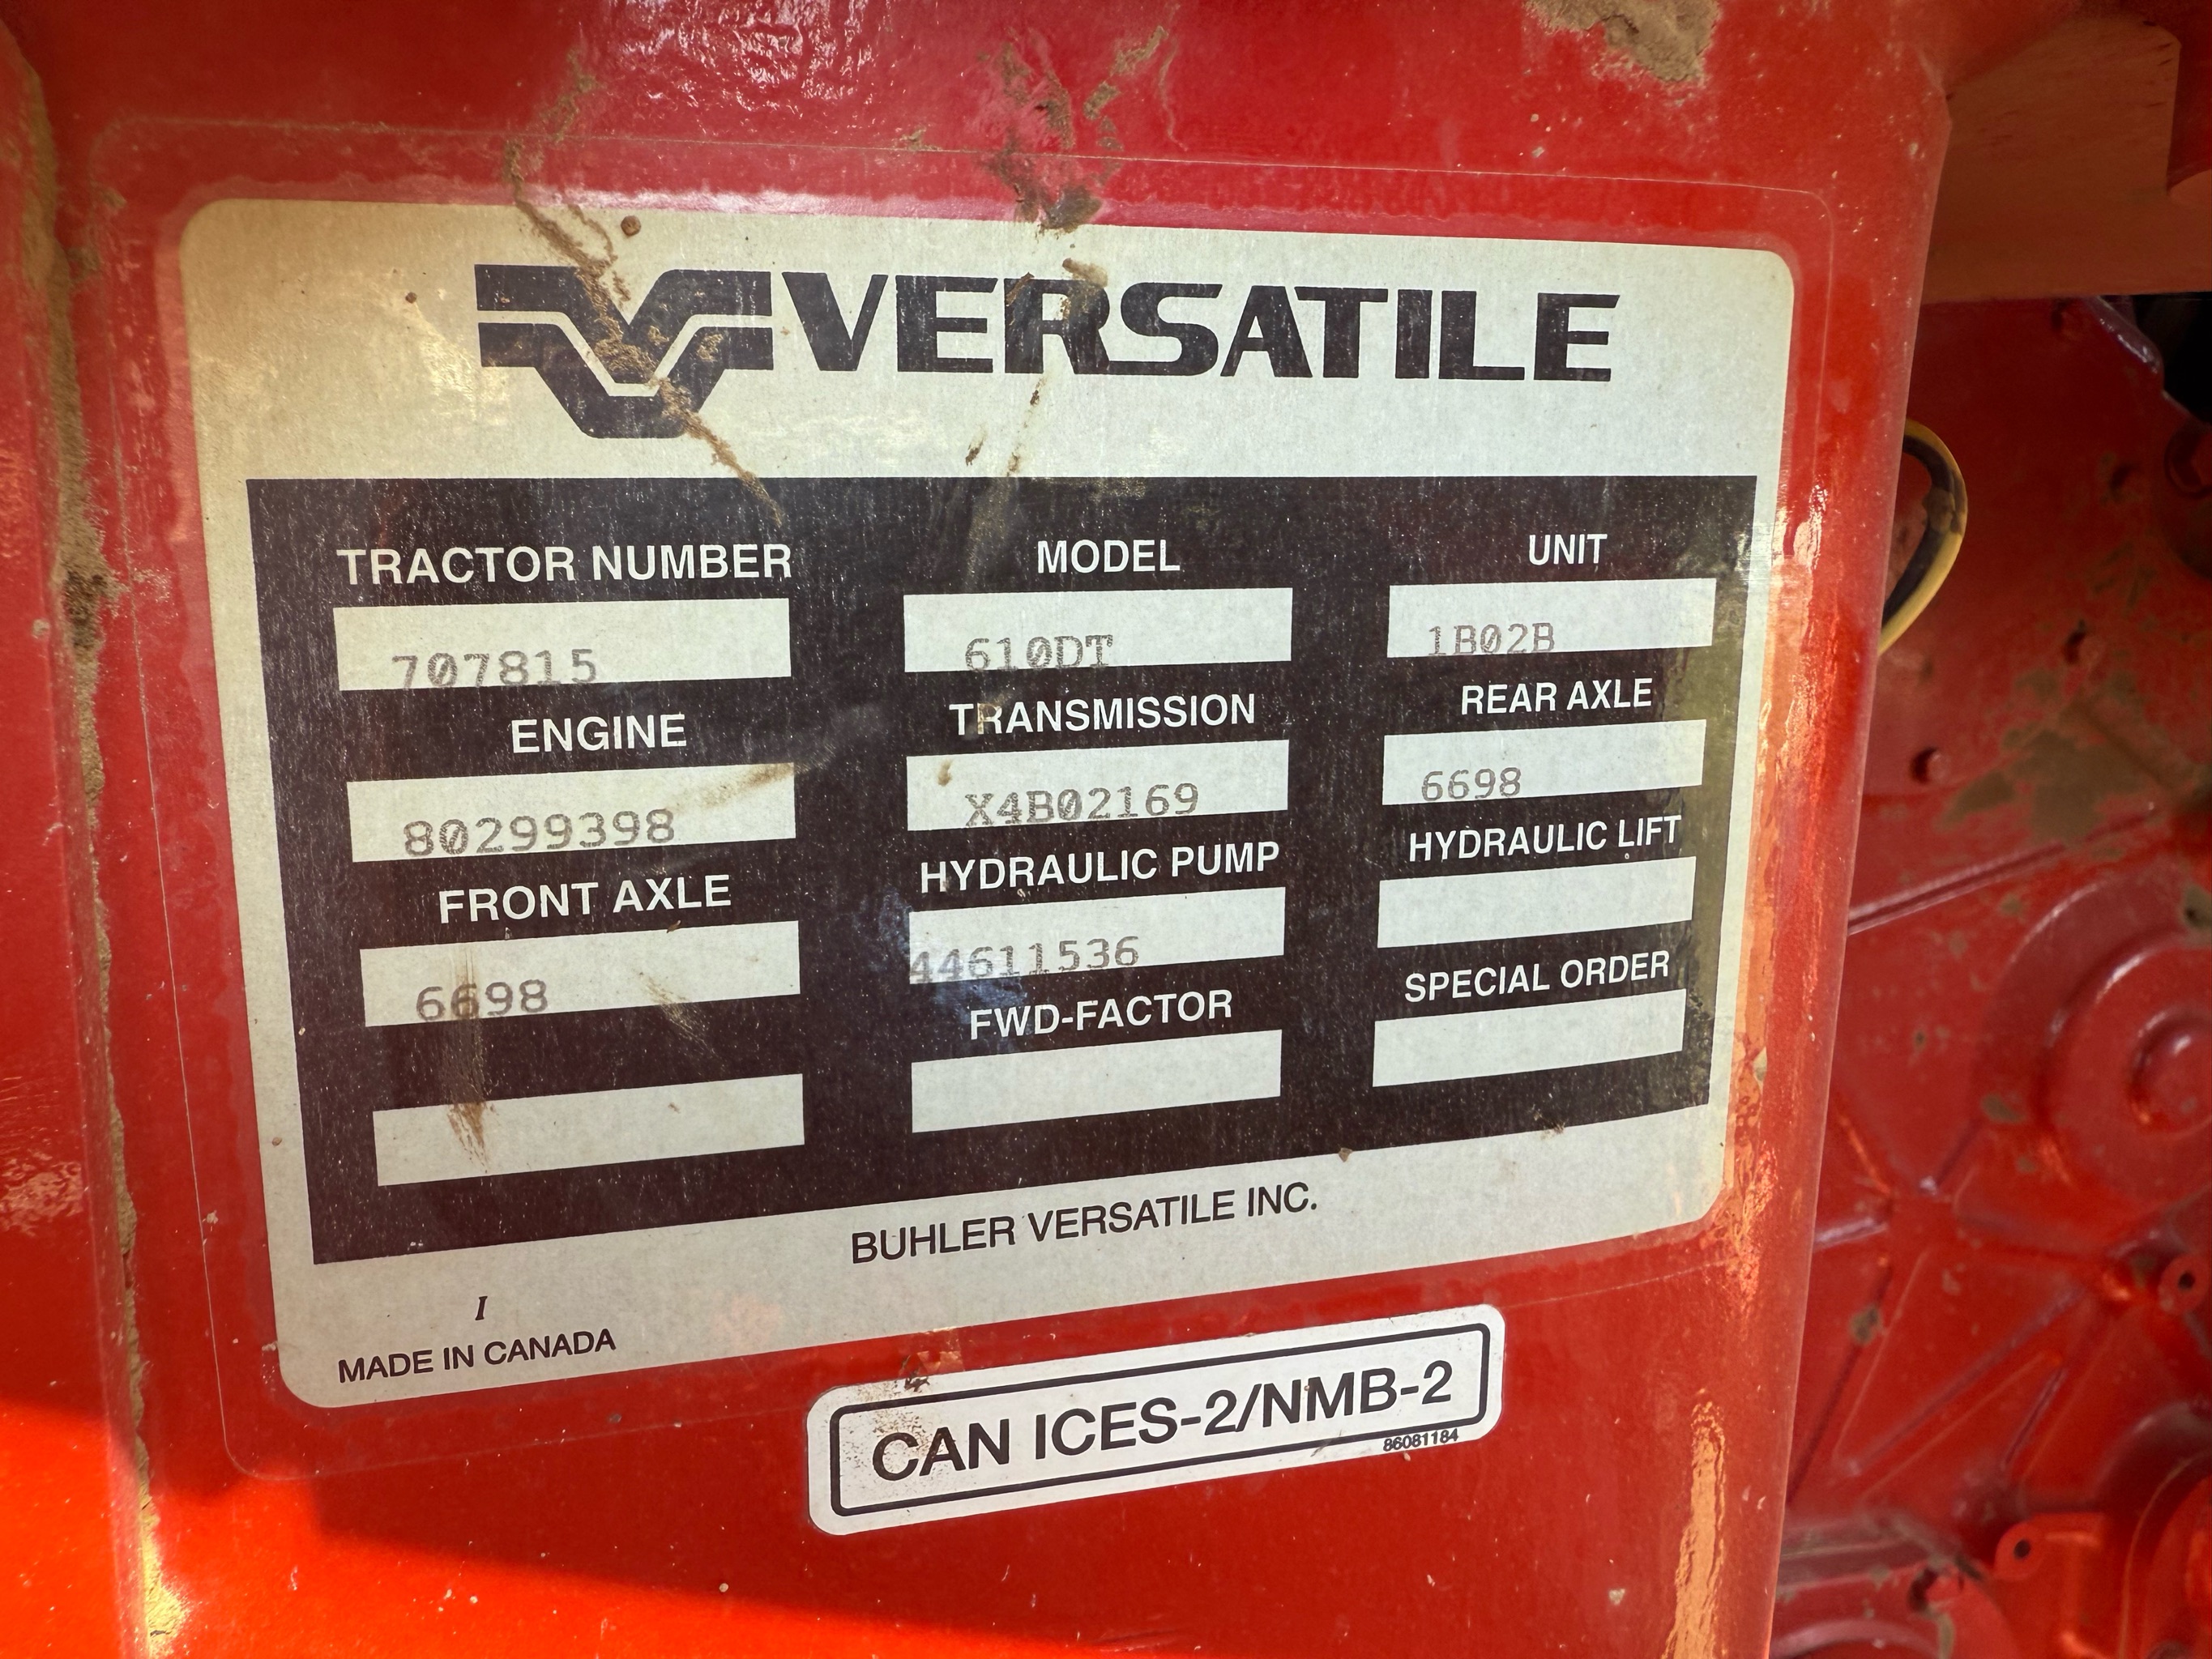 VERSATILE
TRACTOR NUMBER MODEL UNIT
707815 610DT 1B02B
ENGINE TRANSMISSION REAR AXLE
80299398 X4B02169 6698
FRONT AXLE HYDRAULIC PUMP HYDRAULIC LIFT
6698 44611536
FWD-FACTOR SPECIAL ORDER
BUHLER VERSATILE INC.
I
MADE IN CANADA
CAN ICES-2/NMB-2
86081184